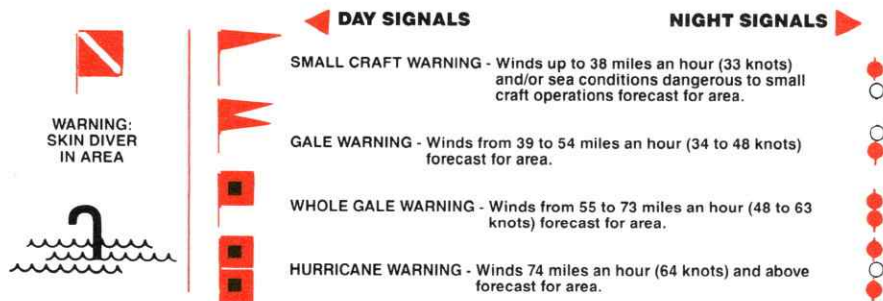 DAY SIGNALS
NIGHT SIGNALS
WARNING:
SKIN DIVER
IN AREA
SMALL CRAFT WARNING - Winds up to 38 miles an hour (33 knots)
and/or sea conditions dangerous to small
craft operations forecast for area.
GALE WARNING - Winds from 39 to 54 miles an hour (34 to 48 knots)
forecast for area.
WHOLE GALE WARNING - Winds from 55 to 73 miles an hour (48 to 63
knots) forecast for area.
HURRICANE WARNING - Winds 74 miles an hour (64 knots) and above
forecast for area.